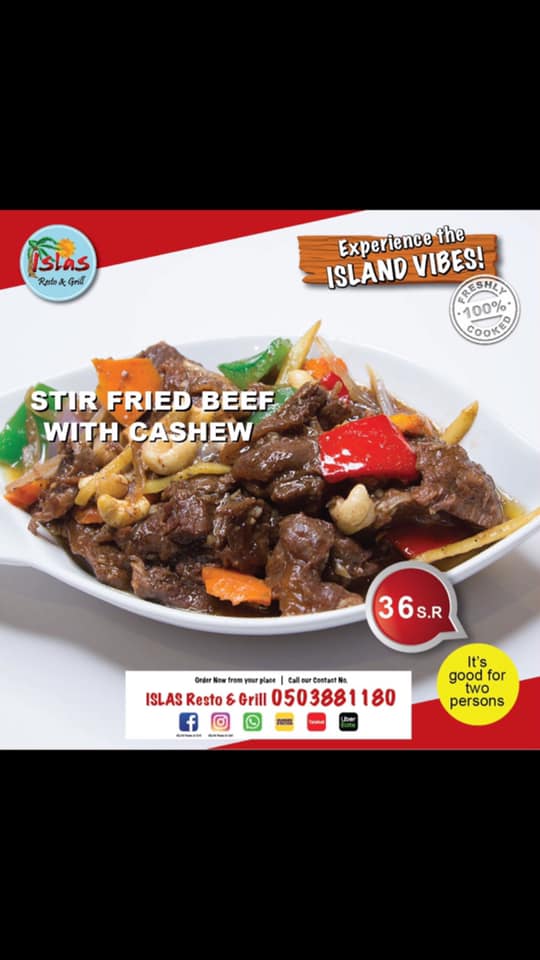 Islas
Resto & Grill
Experience the
ISLAND VIBES!
FRESHLY
100%
COOKED
STIR FRIED BEEF
WITH CASHEW
36 S.R
It's
good for
two
persons
Order Now from your place | Call our Contact No.
ISLAS Resto & Grill 0503881180
Uber
Eats